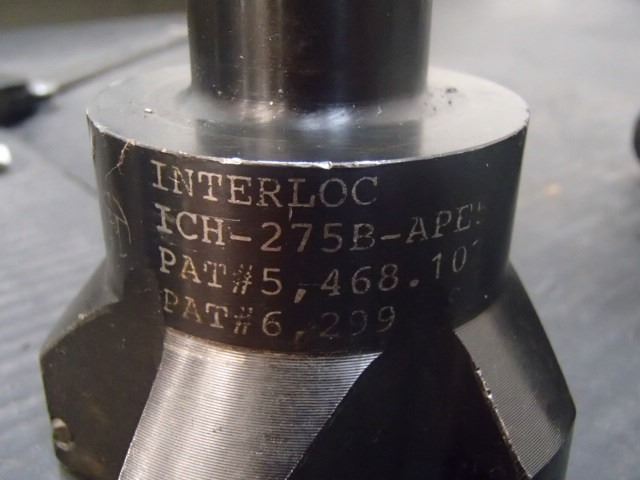 INTERLOC
ICH-275B-APE
PAT#5,468.10
PAT#6,299